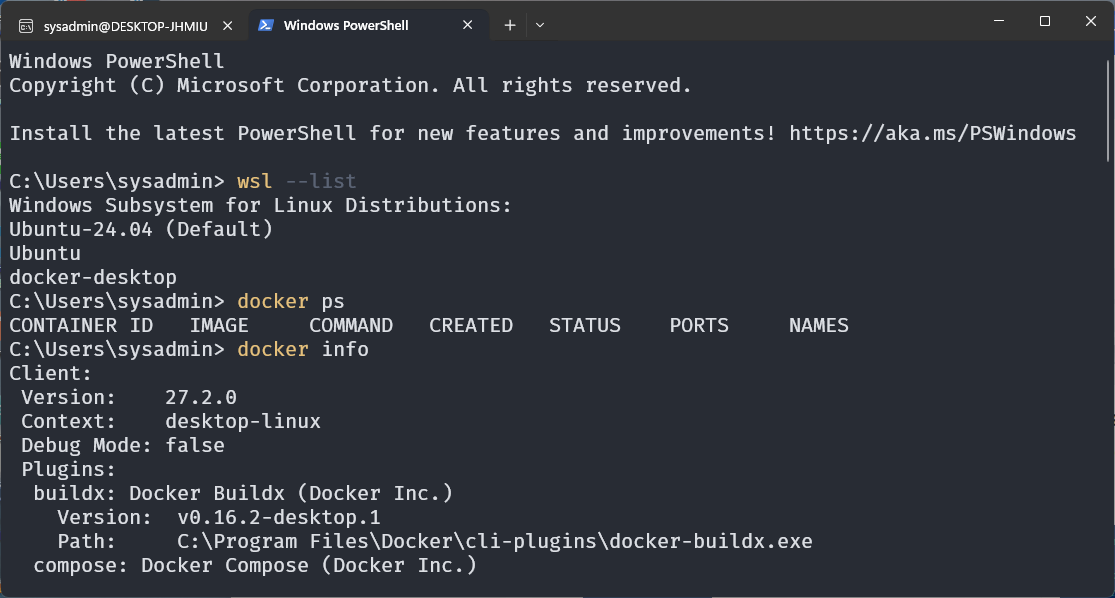 sysadmin@DESKTOP-JHMIU
Windows PowerShell
Windows PowerShell
Copyright (C) Microsoft Corporation. All rights reserved.
Install the latest PowerShell for new features and improvements! https://aka.ms/PSWindows
C:\Users\sysadmin> wsl --list
Windows Subsystem for Linux Distributions:
Ubuntu-24.04 (Default)
Ubuntu
docker-desktop
C:\Users\sysadmin> docker ps
CONTAINER ID   IMAGE     COMMAND   CREATED   STATUS    PORTS     NAMES
C:\Users\sysadmin> docker info
Client:
 Version:    27.2.0
 Context:    desktop-linux
 Debug Mode: false
 Plugins:
  buildx: Docker Buildx (Docker Inc.)
    Version:  v0.16.2-desktop.1
    Path:     C:\Program Files\Docker\cli-plugins\docker-buildx.exe
  compose: Docker Compose (Docker Inc.)